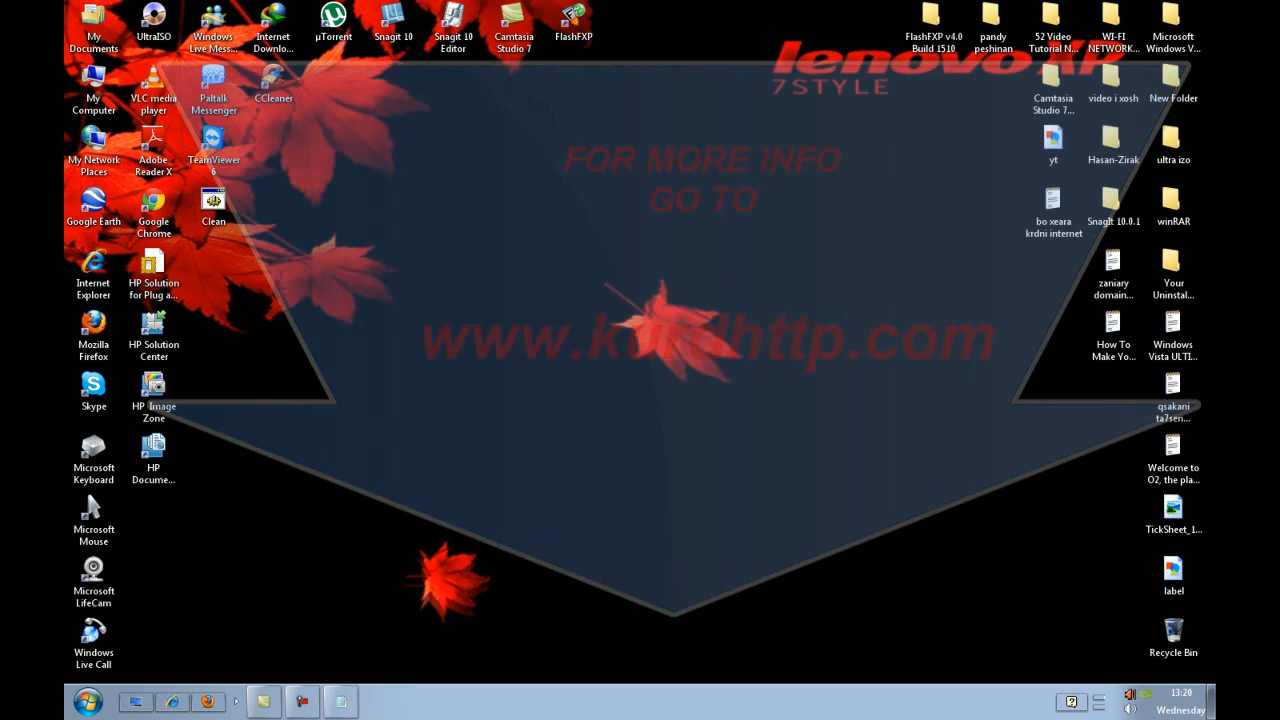 My
Documents
UltraISO
Windows
Live Mess...
Internet
Downlo...
µTorrent
Snagit 10
Snagit 10
Editor
Camtasia
Studio 7
FlashFXP
FlashFXP v4.0
Build 1510
pandy
peshinan
52 Video
Tutorial N...
WI-FI
NETWORK...
Microsoft
Windows V...
lenovo XP
7STYLE
My
Computer
VLC media
player
Paltalk
Messenger
CCleaner
Camtasia
Studio 7...
video i xosh
New Folder
My Network
Places
Adobe
Reader X
TeamViewer
6
yt
Hasan-Zirak
ultra izo
FOR MORE INFO
GO TO
Google Earth
Google
Chrome
Clean
bo xeara
krdni internet
SnagIt 10.0.1
winRAR
Internet
Explorer
HP Solution
for Plug a...
zaniary
domain...
Your
Uninstal...
www.kurdhttp.com
Mozilla
Firefox
HP Solution
Center
How To
Make Yo...
Windows
Vista ULTI...
Skype
HP Image
Zone
qsakani
ta7sen...
Microsoft
Keyboard
HP
Docume...
Welcome to
O2, the pla...
Microsoft
Mouse
TickSheet_1...
Microsoft
LifeCam
label
Windows
Live Call
Recycle Bin
13:20
Wednesday